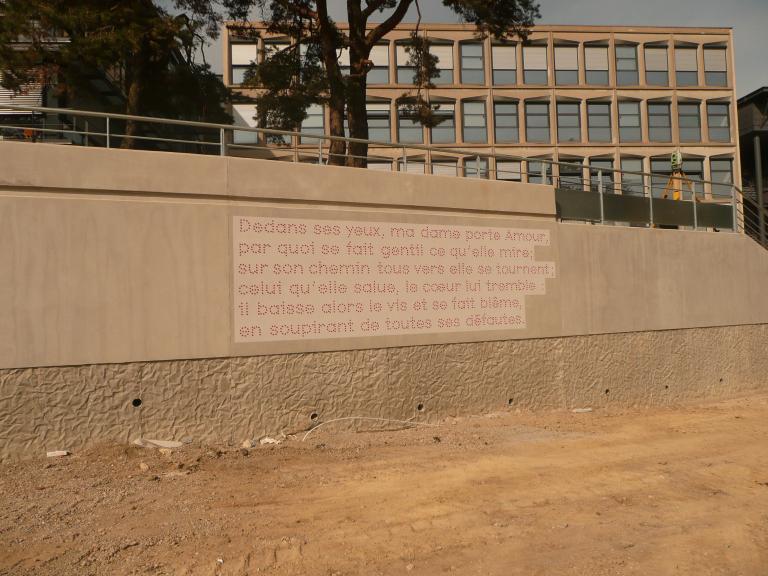 Dedans ses yeux, ma dame porte Amour,
par quoi se fait gentil ce qu'elle mire;
sur son chemin tous vers elle se tournent;
celui qu'elle salue, le cœur lui tremble :
il baisse alors le vis et se fait blême,
en soupirant de toutes ses défautes.